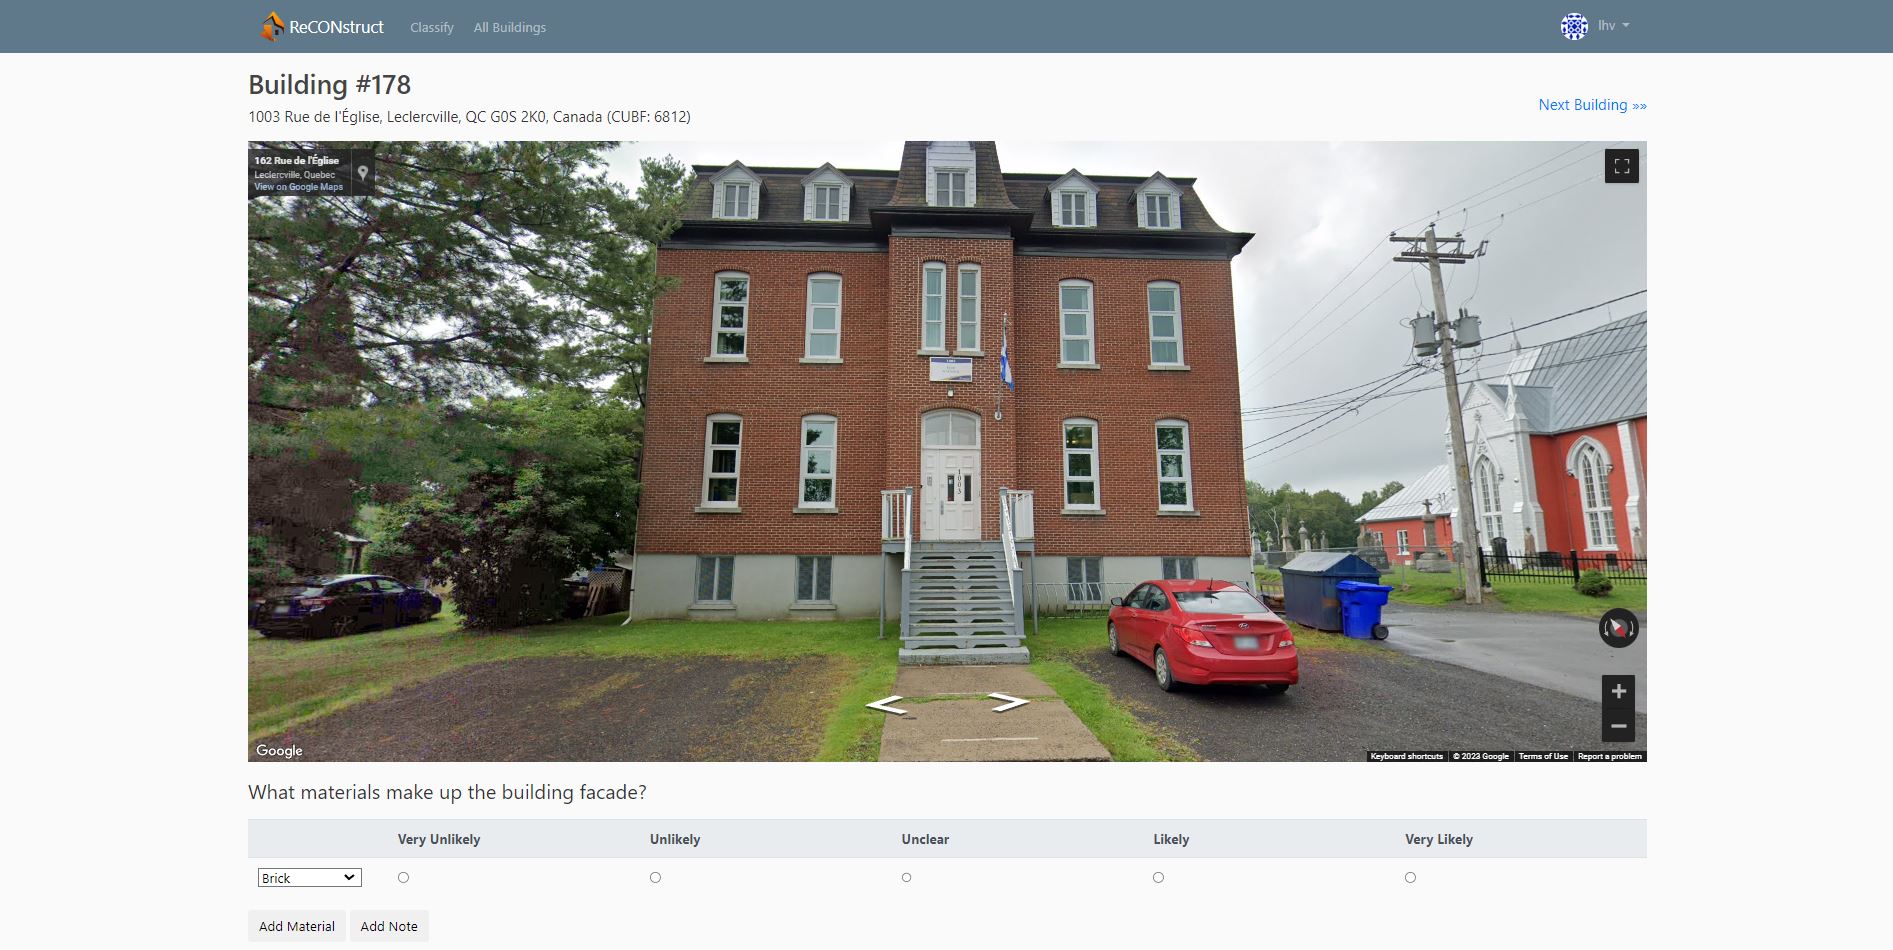 ReCONstruct Classify All Buildings lhv
Building #178
1003 Rue de l'Église, Leclercville, QC G0S 2K0, Canada (CUBF: 6812)
Next Building »»
162 Rue de l'Église
Leclercville, Quebec
View on Google Maps
1003
Google
Keyboard shortcuts © 2023 Google Terms of Use Report a problem
What materials make up the building facade?
Very Unlikely Unlikely Unclear Likely Very Likely
Brick
Add Material Add Note